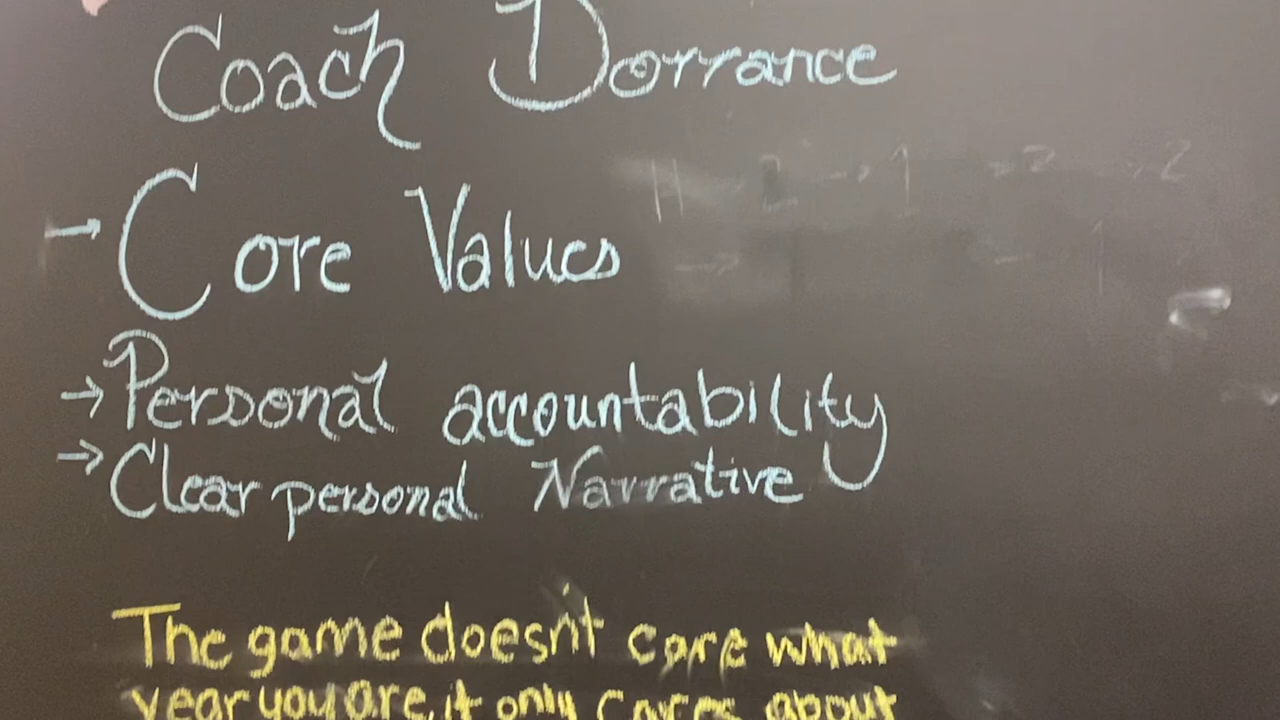 Coach Dorrance
→ Core Values
→ Personal accountability
→ Clear personal Narrative
The game doesn't care what
year you are, it only cares about